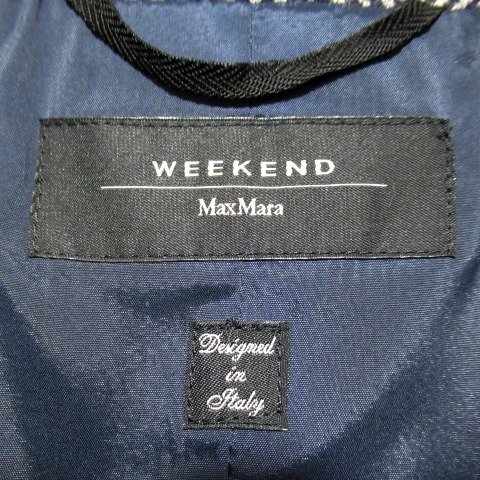 WEEKEND
MaxMara
Designed
in
Italy